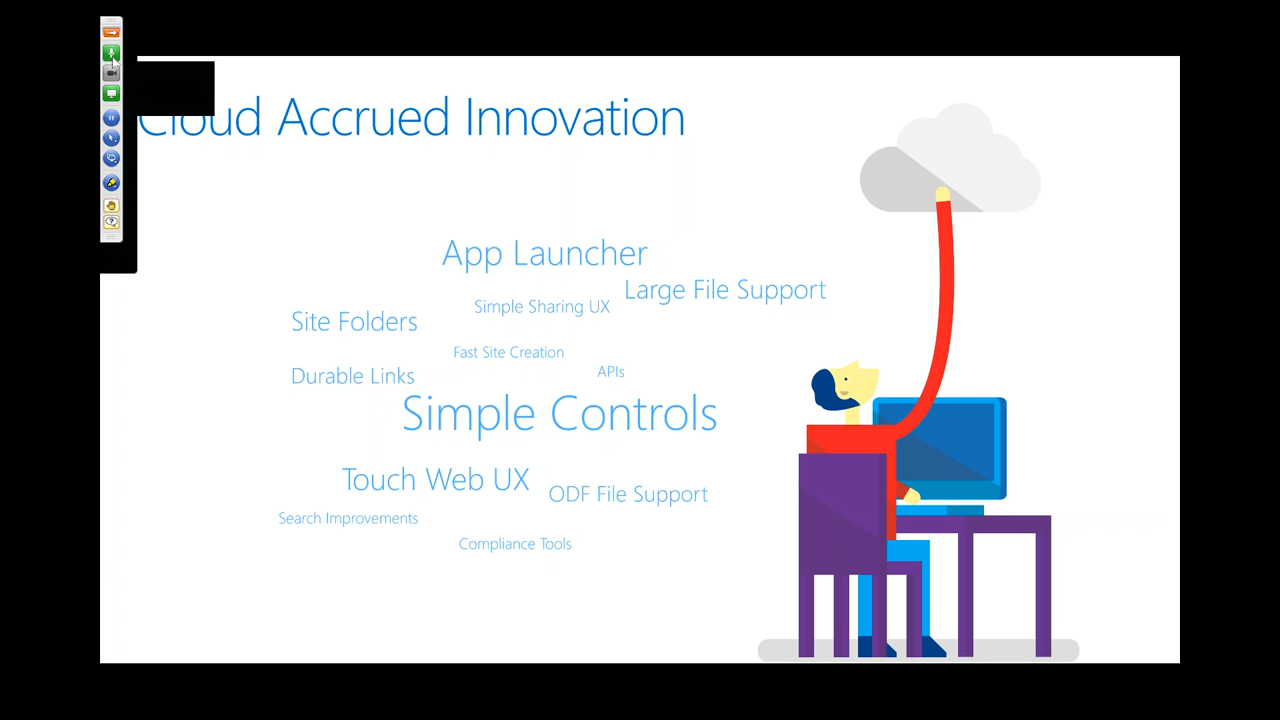 Cloud Accrued Innovation
App Launcher
Large File Support
Simple Sharing UX
Site Folders
Fast Site Creation
APIs
Durable Links
Simple Controls
Touch Web UX
ODF File Support
Search Improvements
Compliance Tools